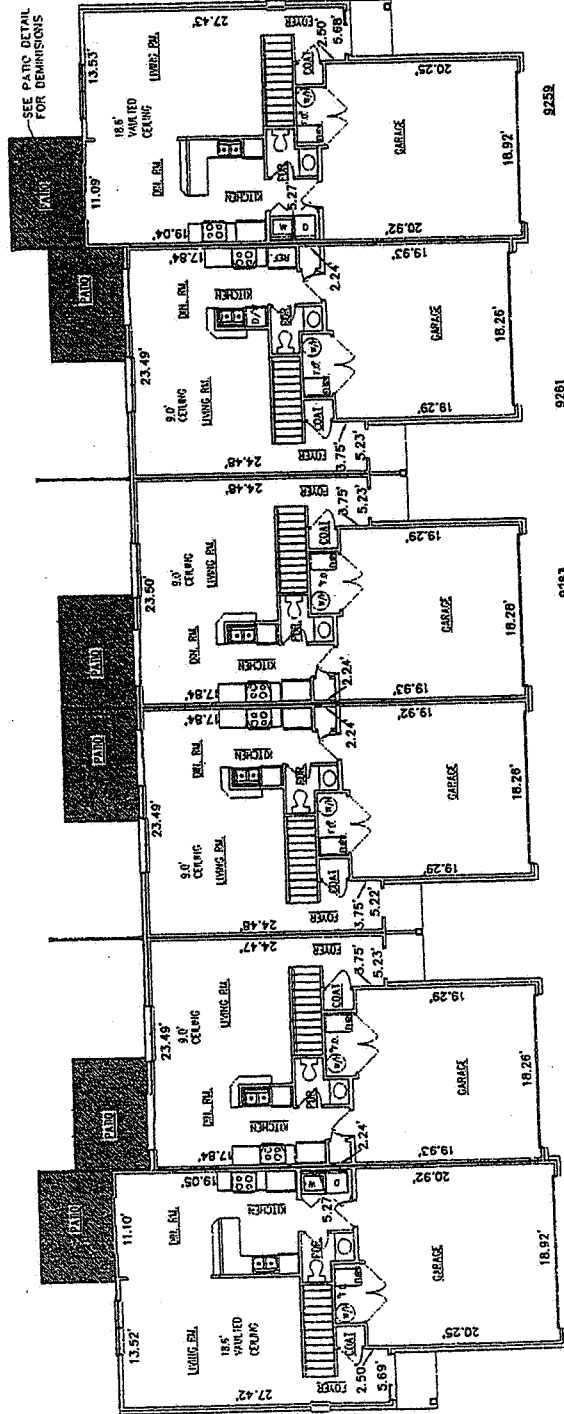 SEE PATIO DETAIL
FOR DEMINISIONS
PATIO
11.09'
13.53'
18.6'
VAULTED
CEILING
DIN. RM.
LIVING RM.
27.43'
19.04'
KITCHEN
5.27'
W
D
PDR
W/H
COAT
FOYER
2.50'
5.68'
20.92'
GARAGE
20.25'
18.92'
9259
PATIO
23.49'
9.0'
CEILING
LIVING RM.
DIN. RM.
17.84'
KITCHEN
REF.
D/W
PDR
2.24'
24.48'
FOYER
COAT
3.75'
5.23'
W/H
19.29'
GARAGE
19.93'
18.26'
9261
PATIO
23.50'
9.0'
CEILING
DIN. RM.
LIVING RM.
17.84'
KITCHEN
PDR
2.24'
24.48'
FOYER
COAT
3.75'
5.23'
W/H
19.93'
GARAGE
19.29'
18.28'
PATIO
23.49'
9.0'
CEILING
LIVING RM.
DIN. RM.
17.84'
KITCHEN
PDR
2.24'
24.48'
FOYER
COAT
3.75'
5.22'
W/H
19.29'
GARAGE
19.92'
18.26'
PATIO
23.49'
9.0'
CEILING
DIN. RM.
LIVING RM.
17.84'
KITCHEN
PDR
2.24'
24.47'
FOYER
COAT
3.75'
5.23'
W/H
19.93'
GARAGE
19.29'
18.26'
PATIO
13.52'
11.10'
LIVING RM.
18.6'
VAULTED
CEILING
DIN. RM.
19.05'
KITCHEN
W
D
5.27
PDR
27.42'
FOYER
COAT
2.50'
5.69'
W/H
20.25'
GARAGE
20.92'
18.92'